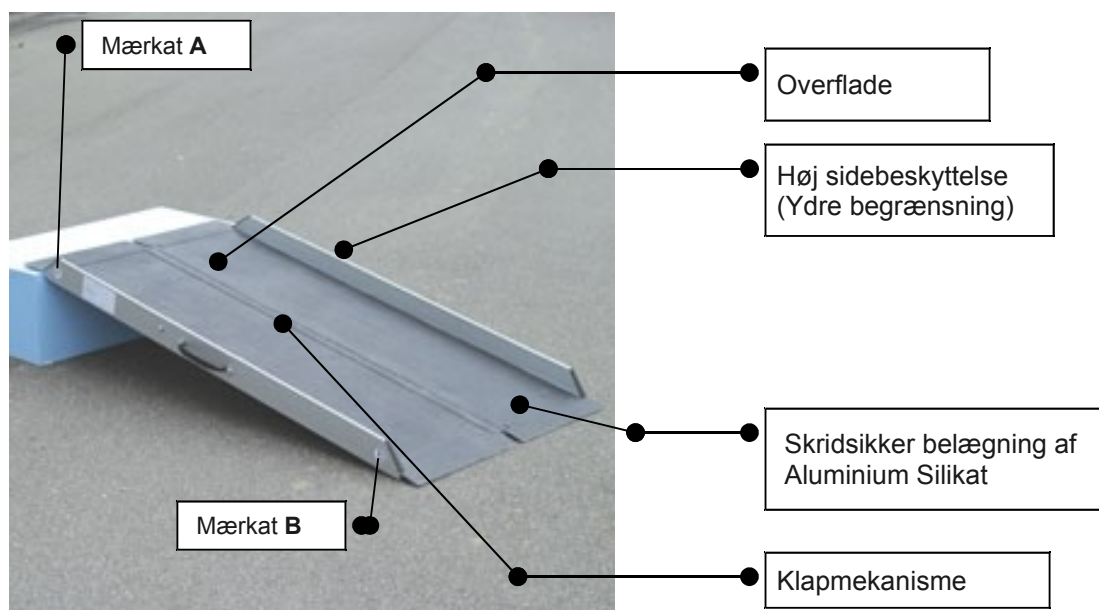 Mærkat A
Overflade
Høj sidebeskyttelse
(Ydre begrænsning)
Skridsikker belægning af
Aluminium Silikat
Mærkat B
Klapmekanisme